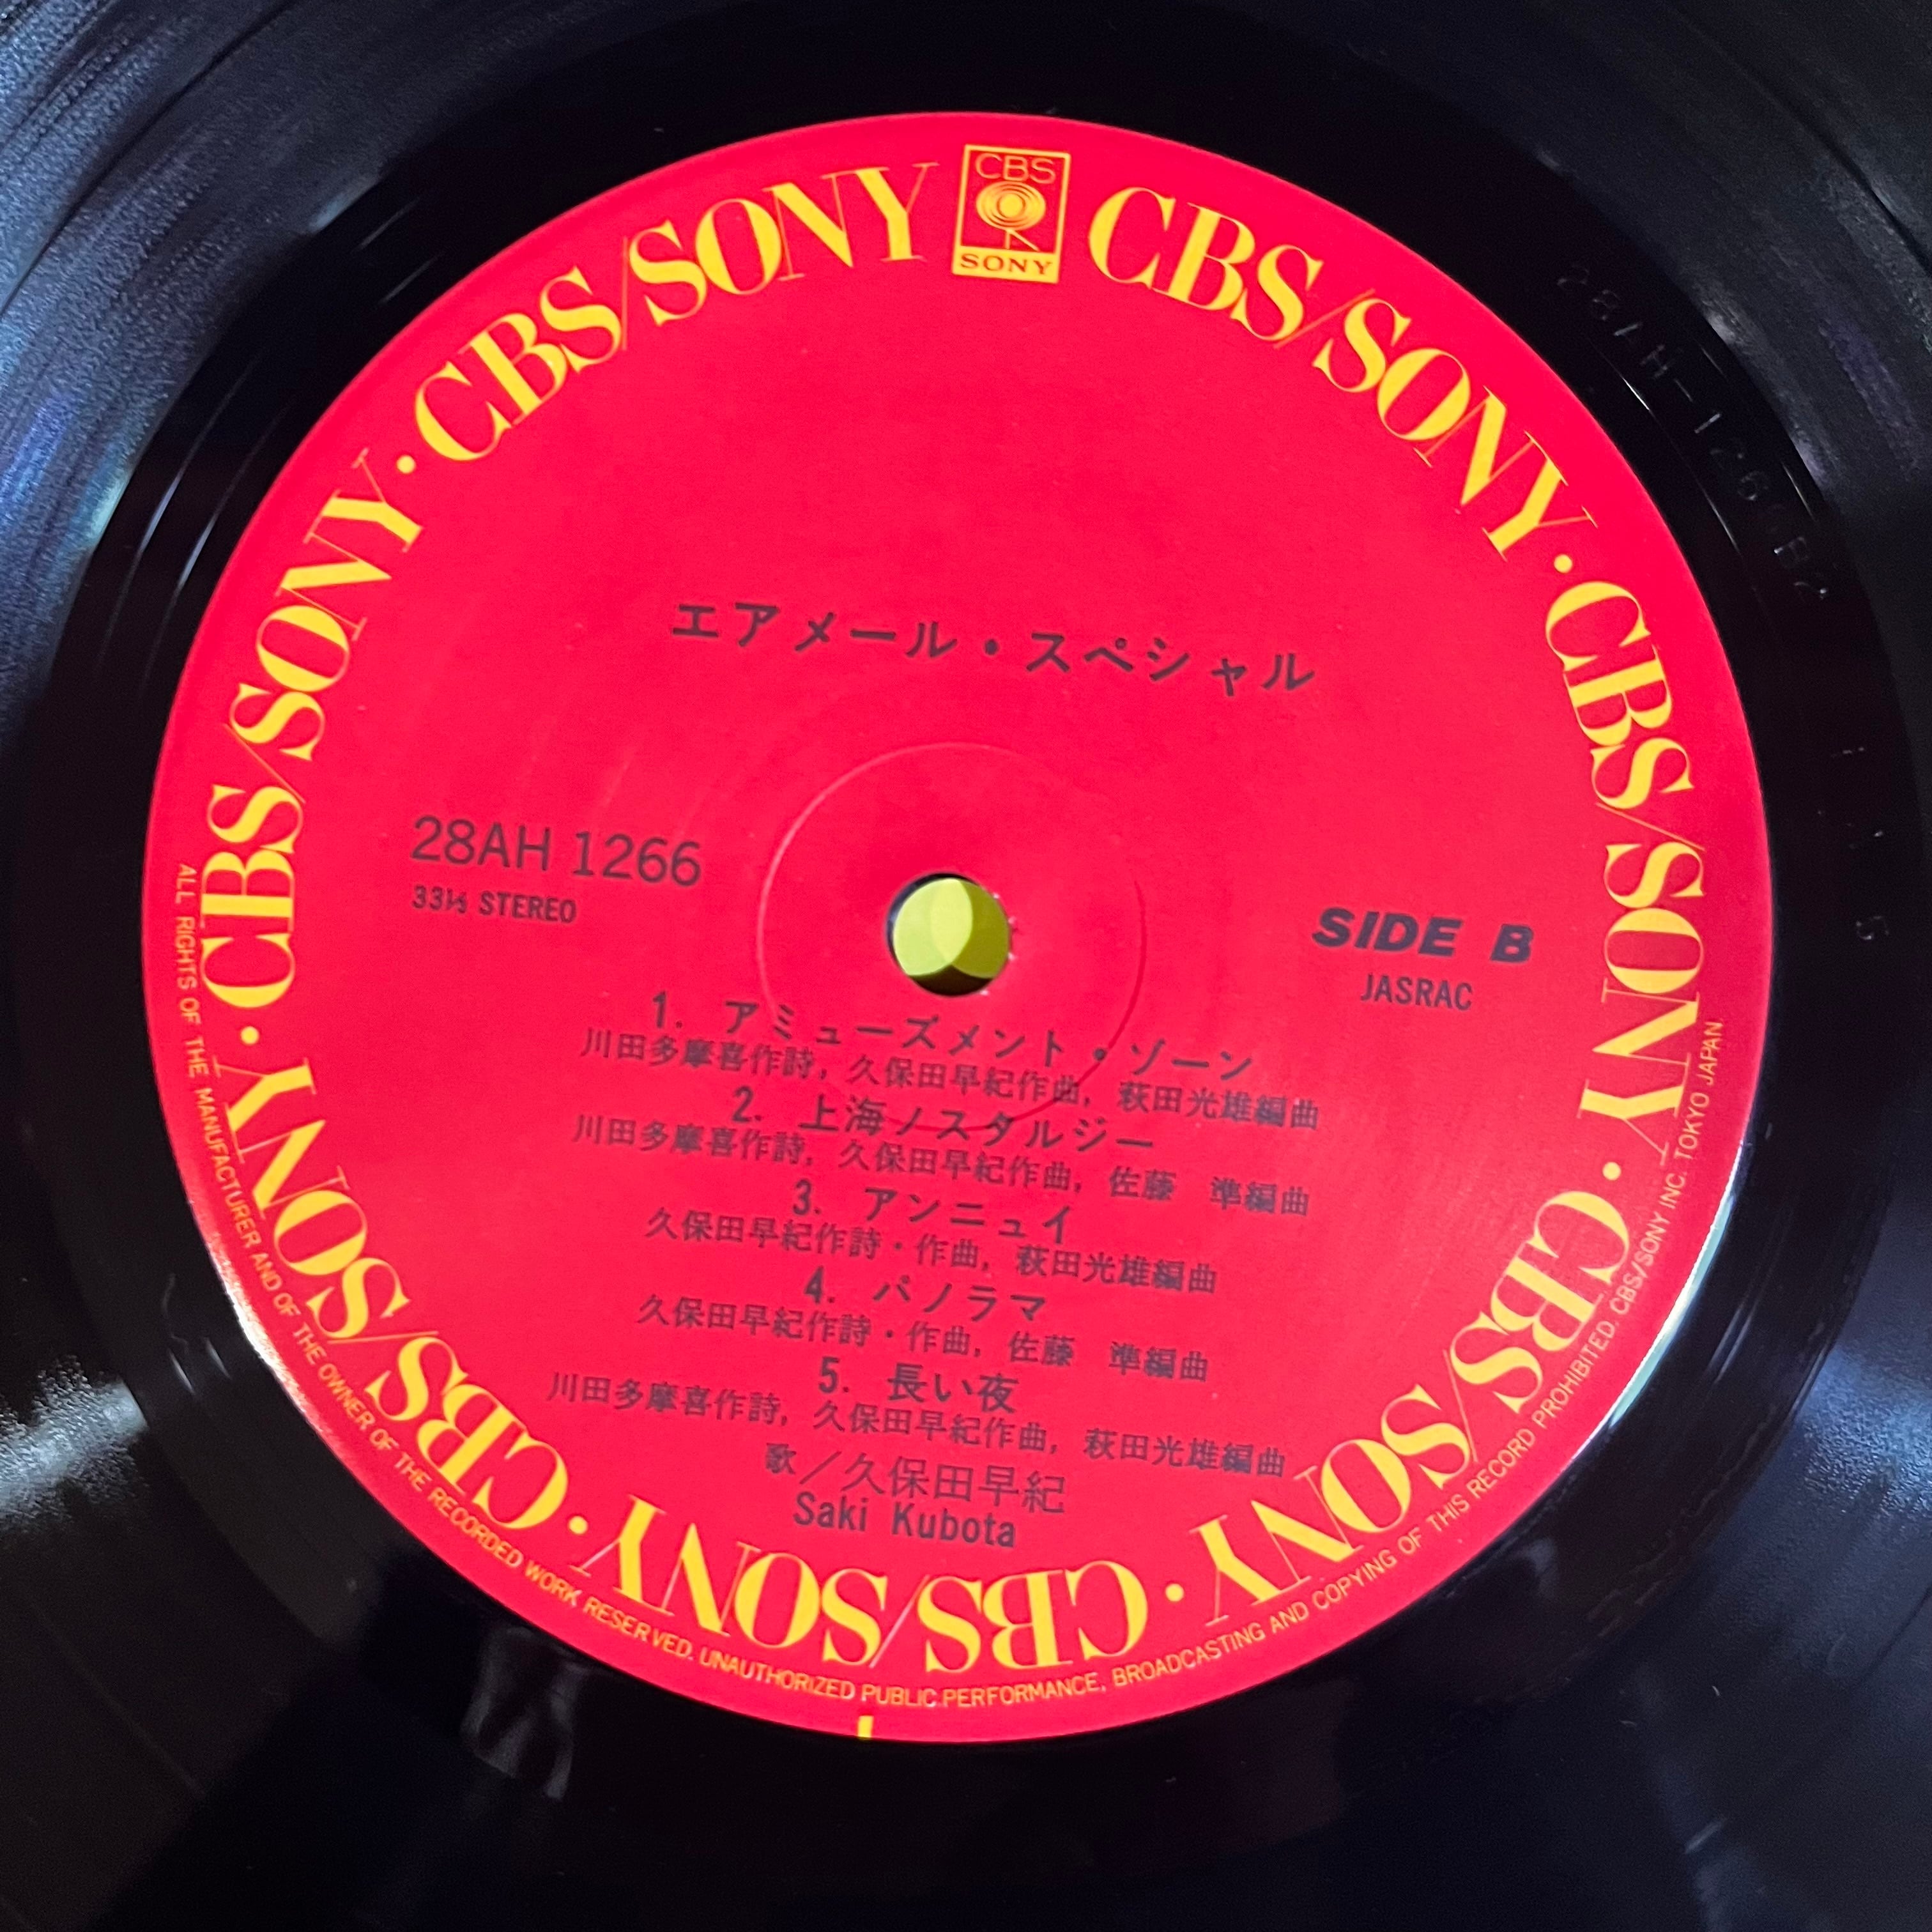 CBS
SONY
CBS/SONY・CBS/SONY・CBS/SONY・CBS/SONY・CBS/SONY・CBS/SONY・CBS/SONY
エアメール・スペシャル
28AH 1266
33⅓ STEREO
SIDE B
JASRAC
1. アミューズメント・ゾーン
川田多摩喜作詩, 久保田早紀作曲, 萩田光雄編曲
2. 上海ノスタルジー
川田多摩喜作詩, 久保田早紀作曲, 佐藤 準編曲
3. アンニュイ
久保田早紀作詩・作曲, 萩田光雄編曲
4. パノラマ
久保田早紀作詩・作曲, 佐藤 準編曲
5. 長い夜
川田多摩喜作詩, 久保田早紀作曲, 萩田光雄編曲
歌／久保田早紀
Saki Kubota
ALL RIGHTS OF THE MANUFACTURER AND OF THE OWNER OF THE RECORDED WORK RESERVED. UNAUTHORIZED PUBLIC PERFORMANCE, BROADCASTING AND COPYING OF THIS RECORD PROHIBITED. CBS/SONY INC. TOKYO JAPAN